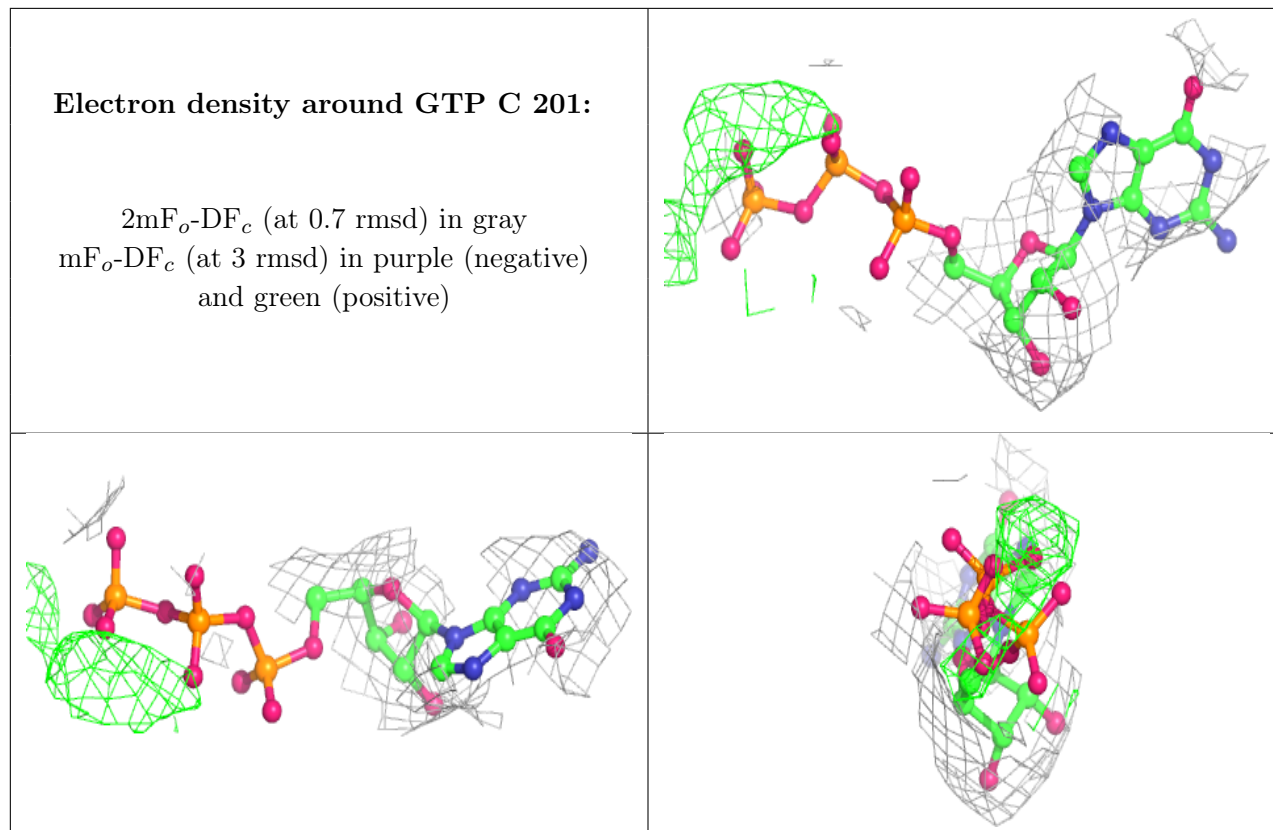 Electron density around GTP C 201:
2mFₒ-DF𝒸 (at 0.7 rmsd) in gray
mFₒ-DF𝒸 (at 3 rmsd) in purple (negative)
and green (positive)